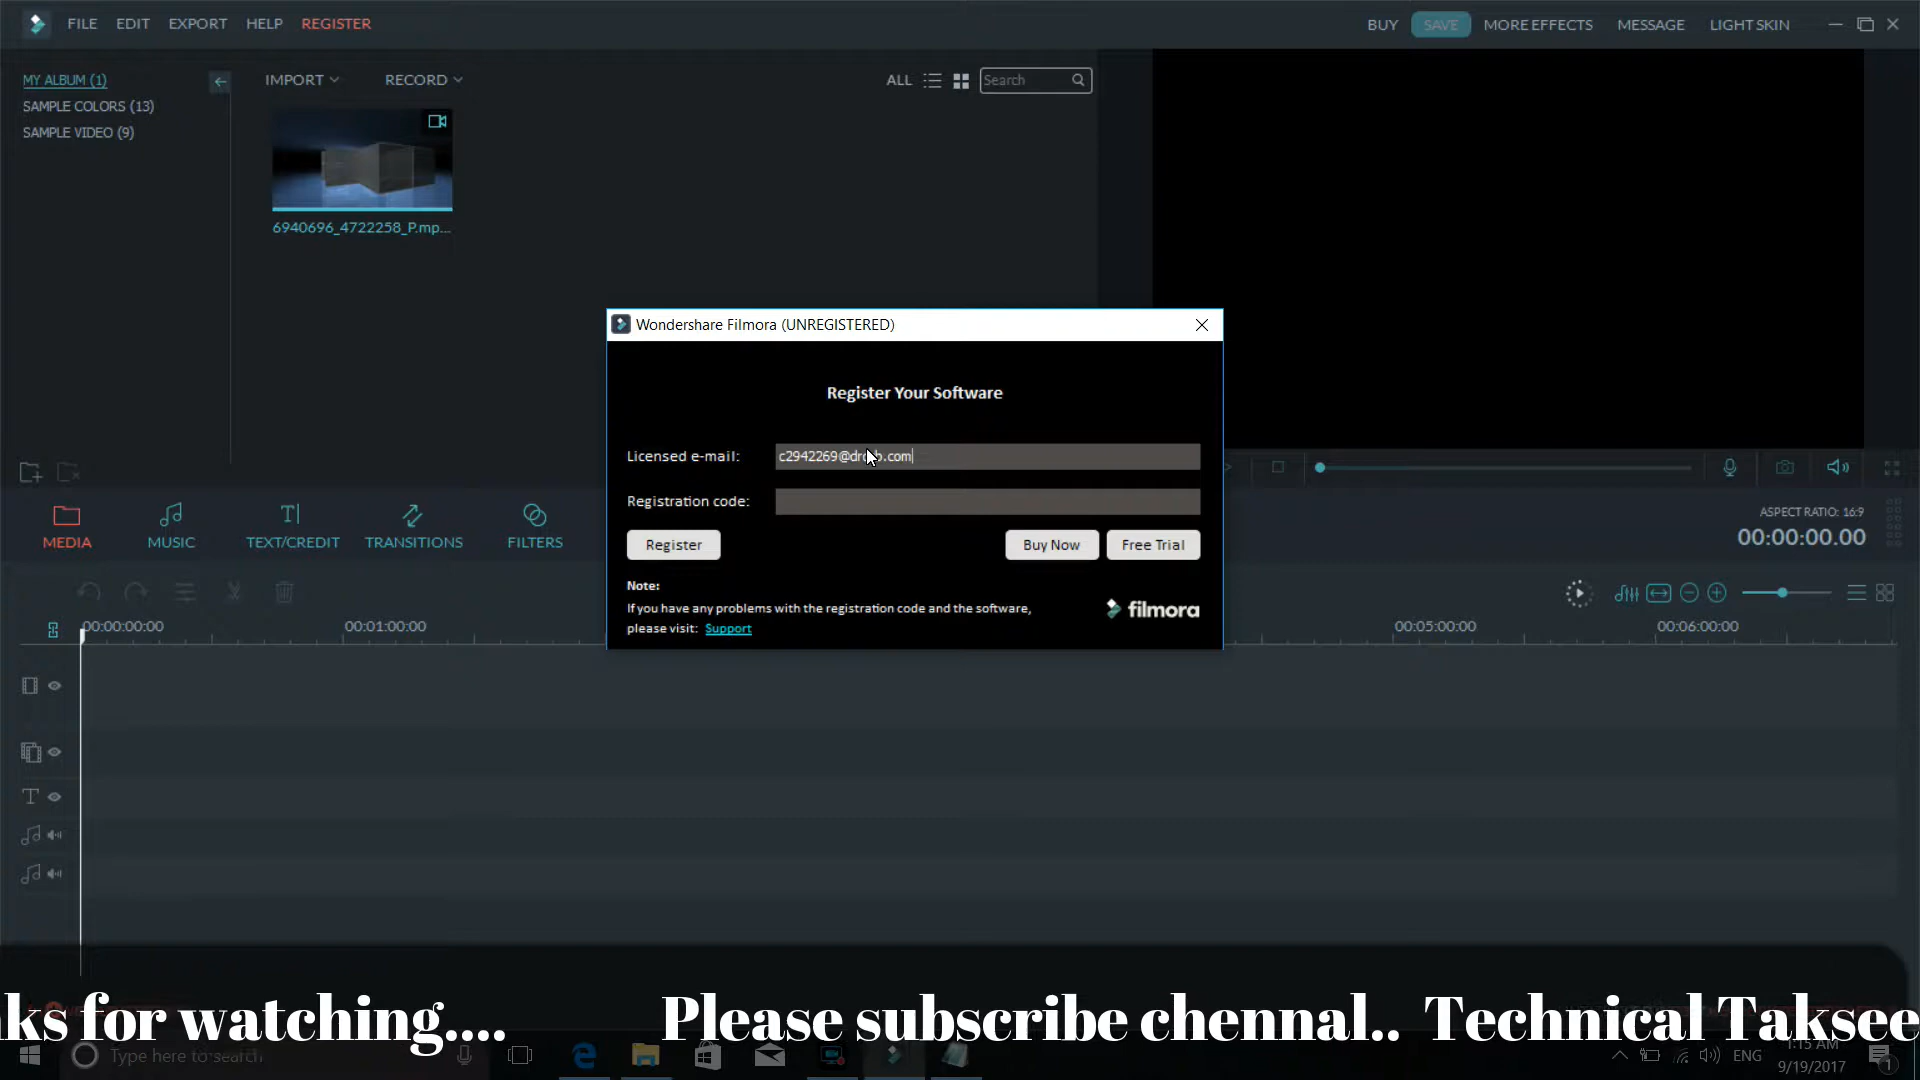 FILE EDIT EXPORT HELP REGISTER
BUY SAVE MORE EFFECTS MESSAGE LIGHT SKIN
MY ALBUM (1)
SAMPLE COLORS (13)
SAMPLE VIDEO (9)
IMPORT RECORD
ALL Search
6940696_4722258_P.mp...
Wondershare Filmora (UNREGISTERED)
Register Your Software
Licensed e-mail:
Registration code:
Register Buy Now Free Trial
Note:
If you have any problems with the registration code and the software,
please visit: Support
filmora
MEDIA MUSIC TEXT/CREDIT TRANSITIONS FILTERS
ASPECT RATIO: 16:9
00:00:00.00
00:00:00:00 00:01:00:00 00:05:00:00 00:06:00:00
nks for watching.... Please subscribe chennal.. Technical Taksee
Type here to search
ENG
1:15 AM
9/19/2017
1